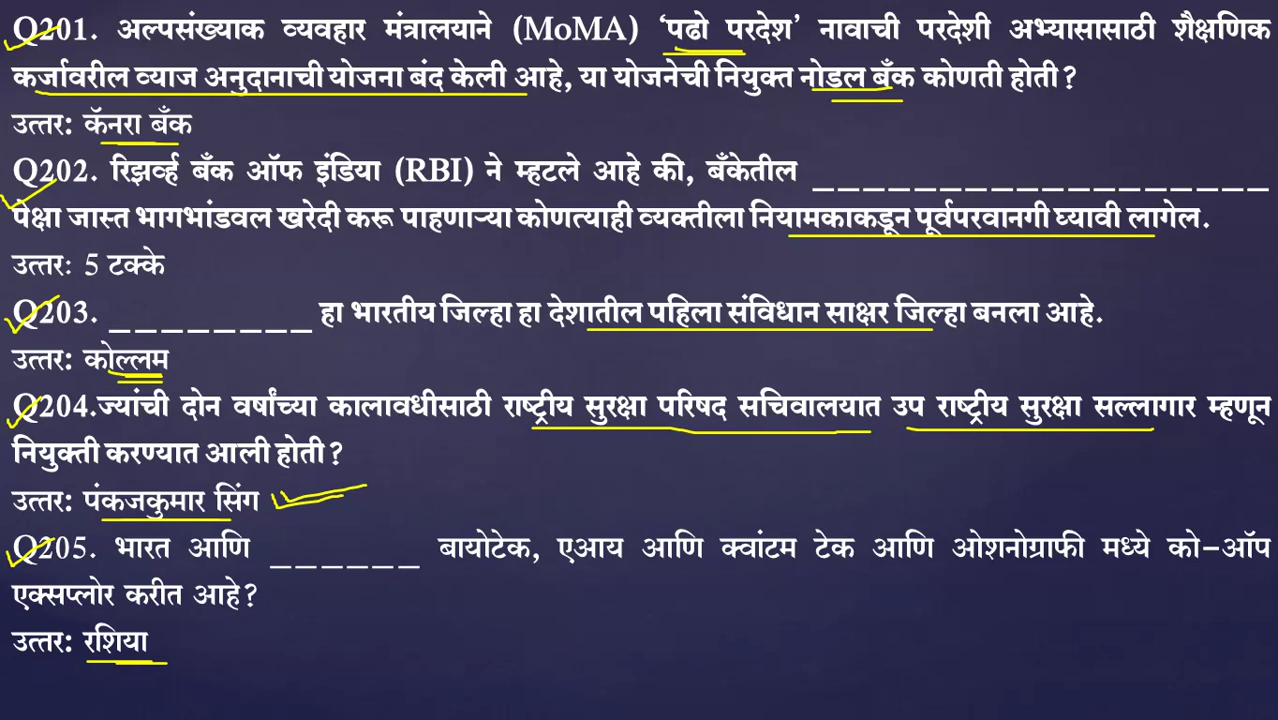 Q201. अल्पसंख्याक व्यवहार मंत्रालयाने (MoMA) ‘पढो परदेश’ नावाची परदेशी अभ्यासासाठी शैक्षणिक
कर्जावरील व्याज अनुदानाची योजना बंद केली आहे, या योजनेची नियुक्त नोडल बँक कोणती होती?
उत्तर: कॅनरा बँक
Q202. रिझर्व्ह बँक ऑफ इंडिया (RBI) ने म्हटले आहे की, बँकेतील __________________
पेक्षा जास्त भागभांडवल खरेदी करू पाहणाऱ्या कोणत्याही व्यक्तीला नियामकाकडून पूर्वपरवानगी घ्यावी लागेल.
उत्तर: 5 टक्के
Q203. ________ हा भारतीय जिल्हा हा देशातील पहिला संविधान साक्षर जिल्हा बनला आहे.
उत्तर: कोल्लम
Q204.ज्यांची दोन वर्षांच्या कालावधीसाठी राष्ट्रीय सुरक्षा परिषद सचिवालयात उप राष्ट्रीय सुरक्षा सल्लागार म्हणून
नियुक्ती करण्यात आली होती?
उत्तर: पंकजकुमार सिंग
Q205. भारत आणि ______ बायोटेक, एआय आणि क्वांटम टेक आणि ओशनोग्राफी मध्ये को-ऑप
एक्सप्लोर करीत आहे?
उत्तर: रशिया